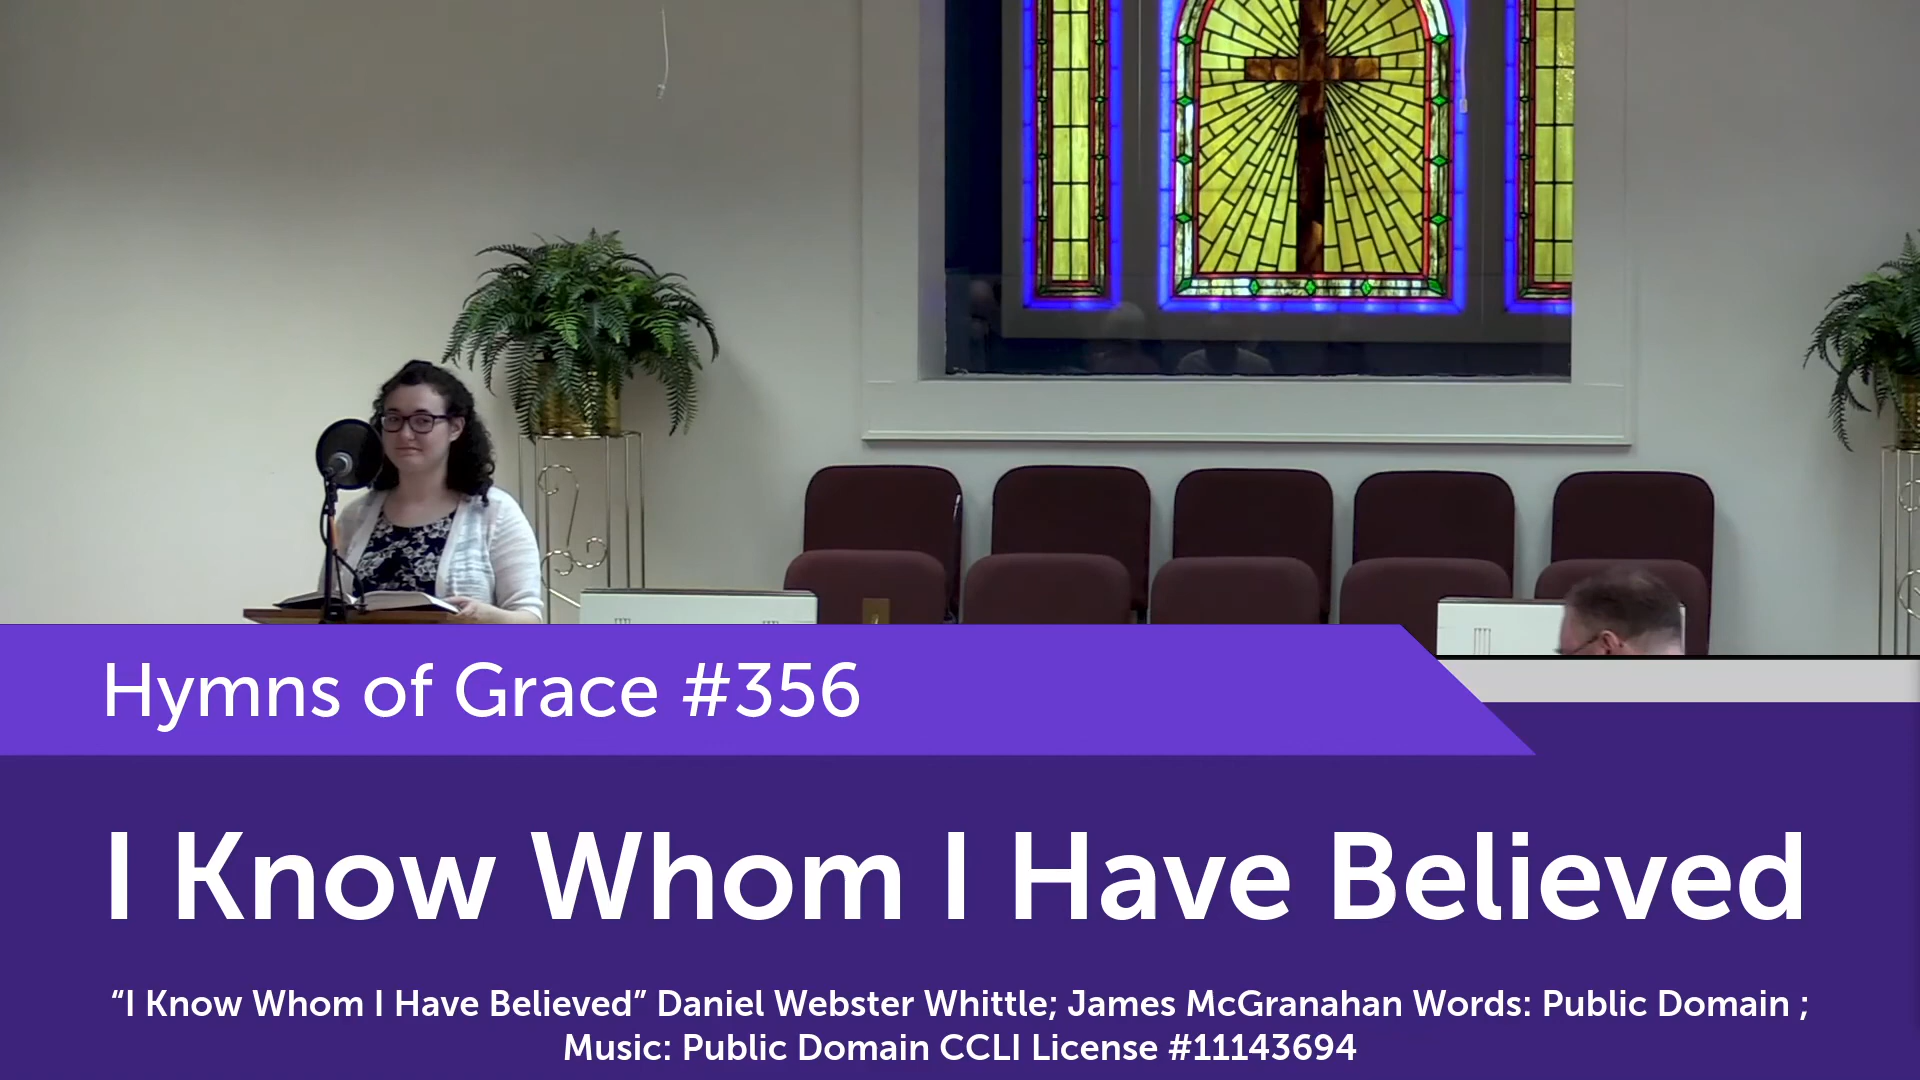 Hymns of Grace #356
I Know Whom I Have Believed
“I Know Whom I Have Believed” Daniel Webster Whittle; James McGranahan Words: Public Domain ;
Music: Public Domain CCLI License #11143694